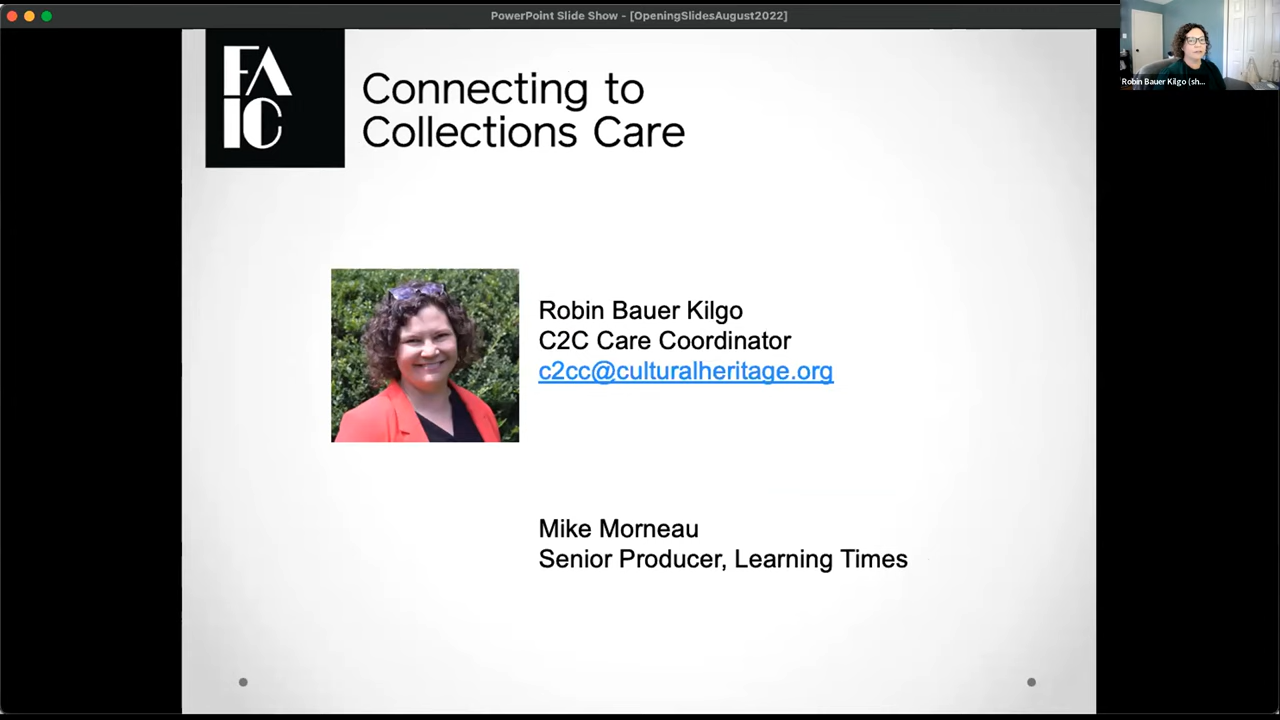 PowerPoint Slide Show - [OpeningSlidesAugust2022]
Robin Bauer Kilgo (sh...
FA
IC
Connecting to
Collections Care
Robin Bauer Kilgo
C2C Care Coordinator
c2cc@culturalheritage.org
Mike Morneau
Senior Producer, Learning Times